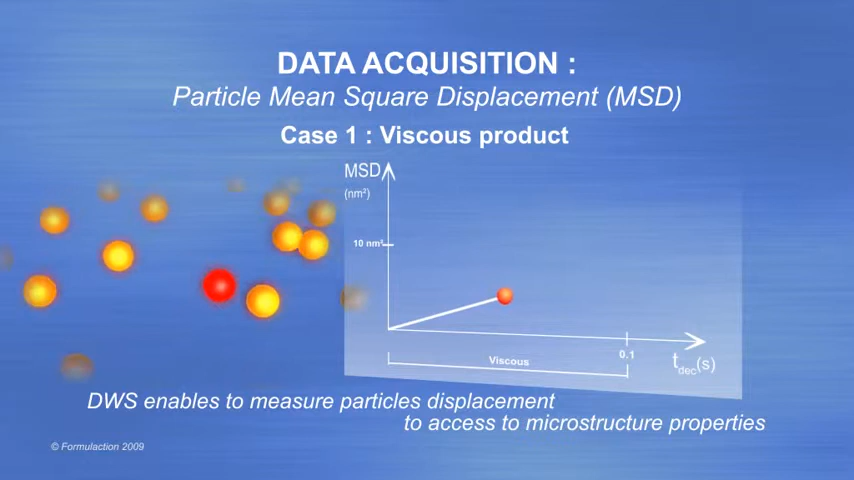 DATA ACQUISITION :
Particle Mean Square Displacement (MSD)
Case 1 : Viscous product
MSD
(nm²)
10 nm²
0,1
Viscous
tdec(s)
DWS enables to measure particles displacement
to access to microstructure properties
© Formulaction 2009